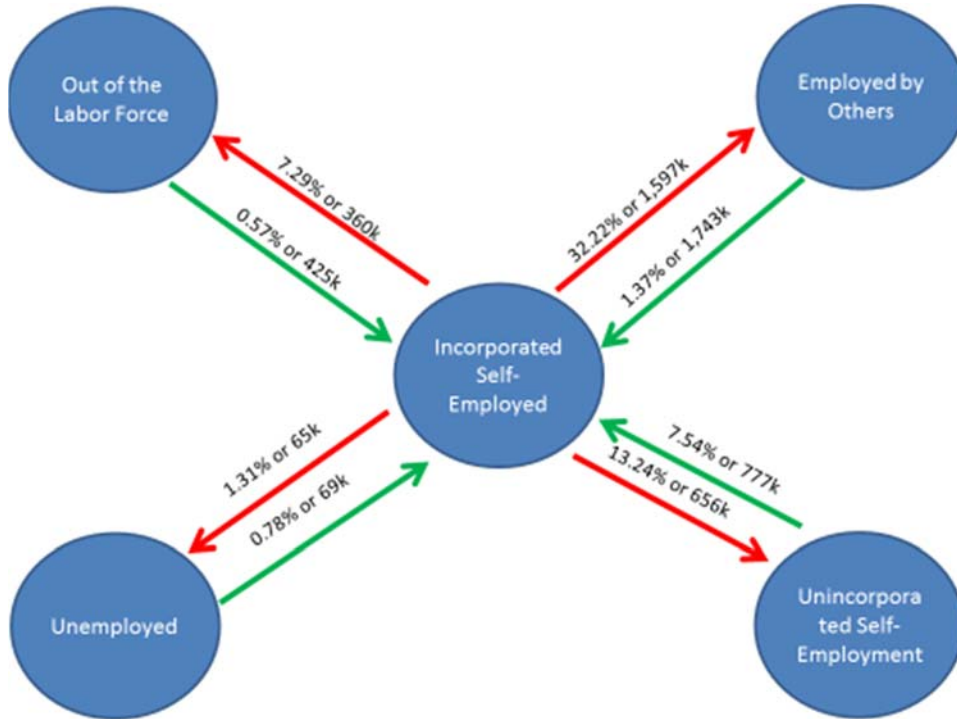 Out of the
Labor Force
Employed by
Others
7.29% or 360k
0.57% or 425k
32.22% or 1,597k
1.37% or 1,743k
Incorporated
Self-
Employed
1.31% or 65k
0.78% or 69k
7.54% or 777k
13.24% or 656k
Unemployed
Unincorpora
ted Self-
Employment